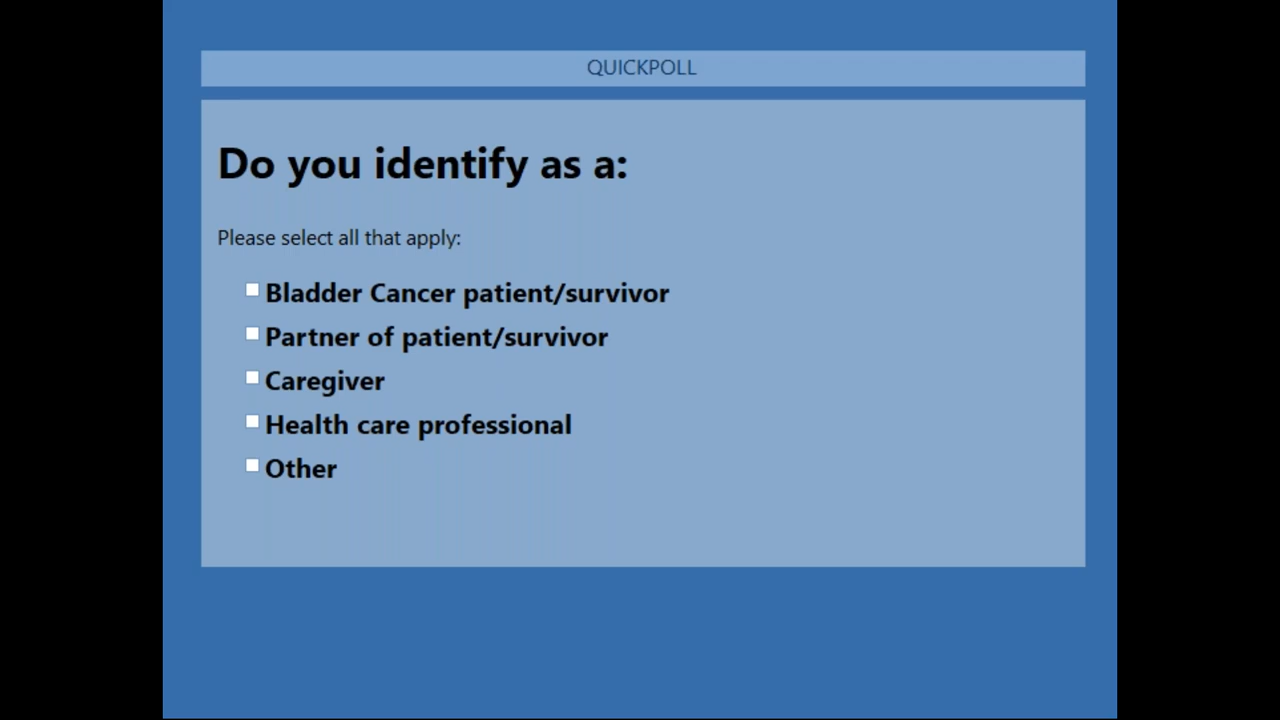 QUICKPOLL
Do you identify as a:
Please select all that apply:
Bladder Cancer patient/survivor
Partner of patient/survivor
Caregiver
Health care professional
Other